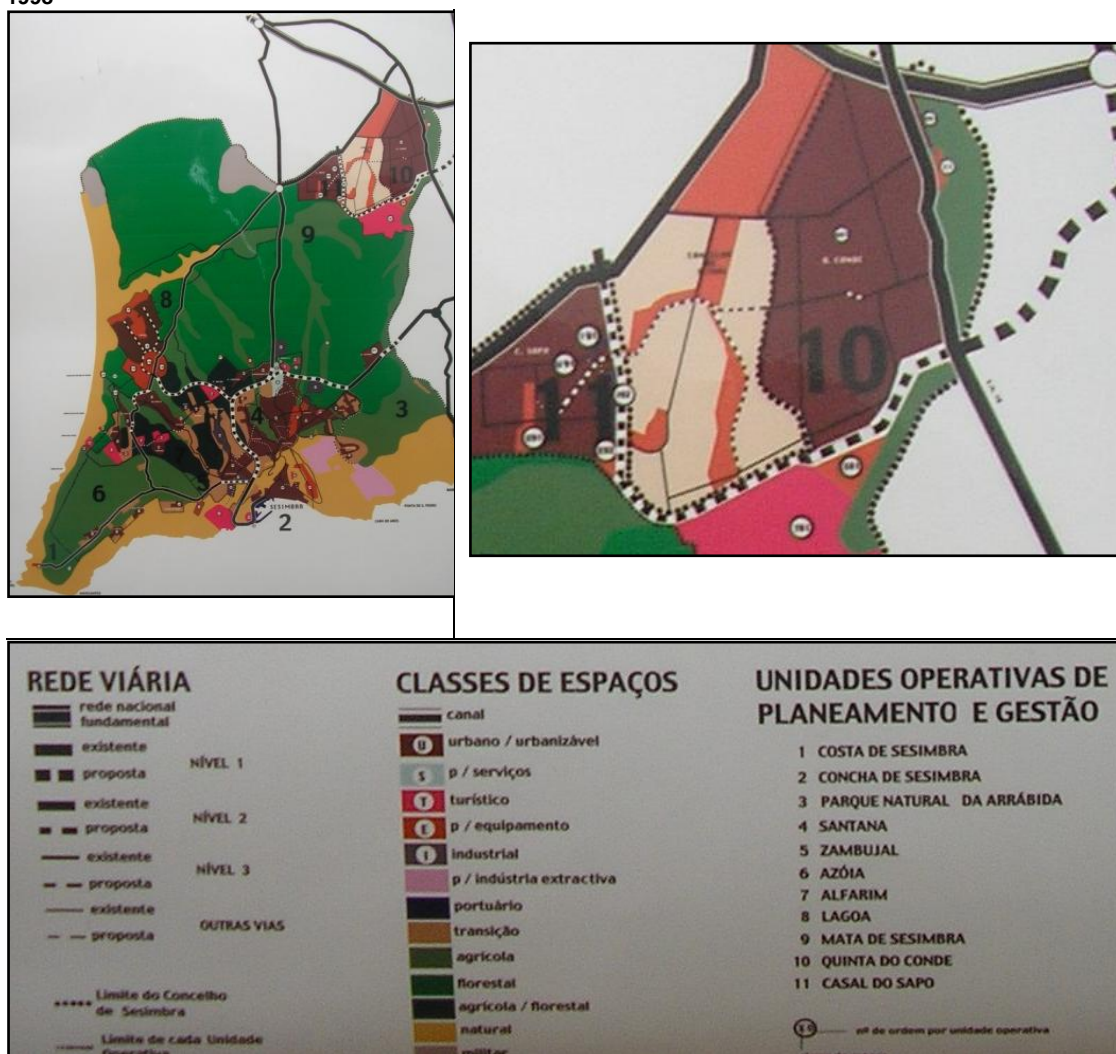 1998
11
10
9
8
4
3
6
1
SESIMBRA
2
Q. CONDE
10
C. SAPO
11
REDE VIÁRIA
rede nacional
fundamental
existente
NÍVEL 1
proposta
existente
NÍVEL 2
proposta
existente
NÍVEL 3
proposta
existente
OUTRAS VIAS
proposta
Limite do Concelho
de Sesimbra
Limite de cada Unidade
Operativa
CLASSES DE ESPAÇOS
canal
U urbano / urbanizável
S p / serviços
T turístico
E p / equipamento
I industrial
p / indústria extractiva
portuário
transição
agrícola
florestal
agrícola / florestal
natural
militar
UNIDADES OPERATIVAS DE
PLANEAMENTO E GESTÃO
1 COSTA DE SESIMBRA
2 CONCHA DE SESIMBRA
3 PARQUE NATURAL DA ARRÁBIDA
4 SANTANA
5 ZAMBUJAL
6 AZÓIA
7 ALFARIM
8 LAGOA
9 MATA DE SESIMBRA
10 QUINTA DO CONDE
11 CASAL DO SAPO
nº de ordem por unidade operativa